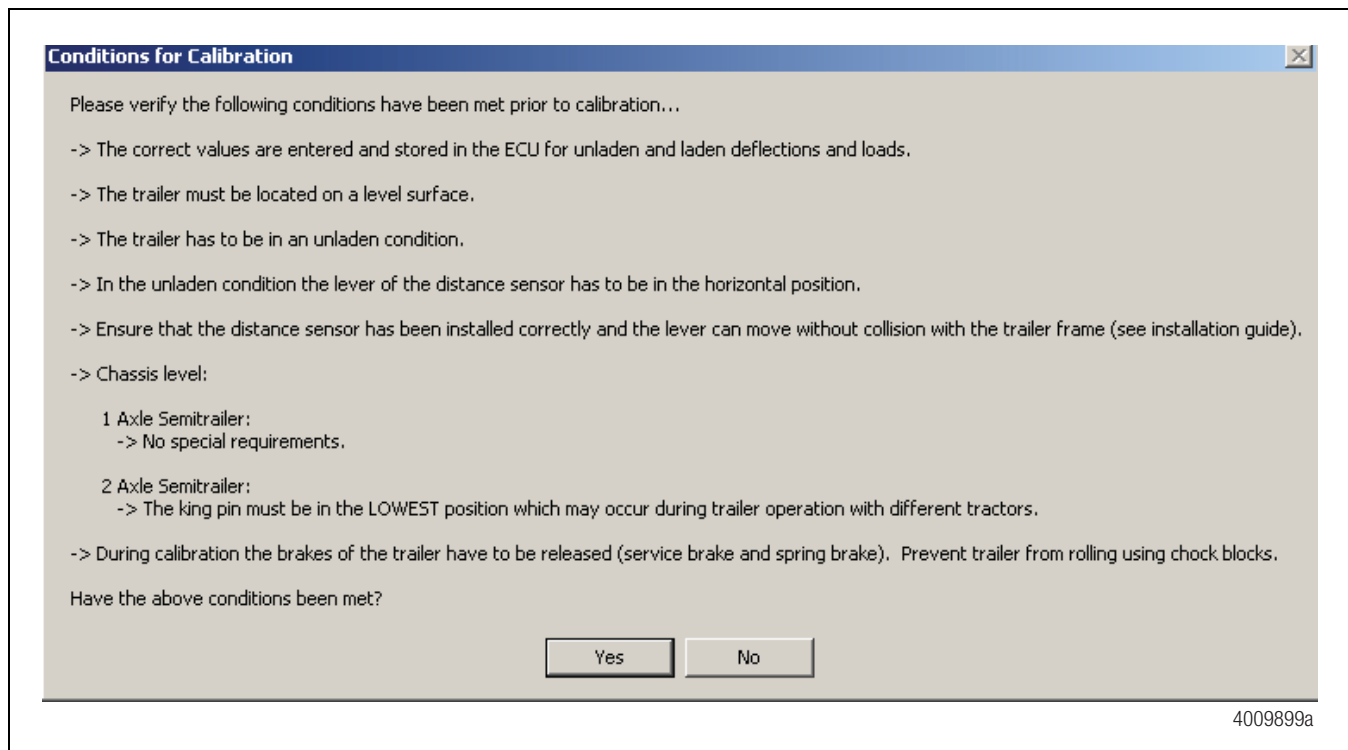 Conditions for Calibration
Please verify the following conditions have been met prior to calibration...
-> The correct values are entered and stored in the ECU for unladen and laden deflections and loads.
-> The trailer must be located on a level surface.
-> The trailer has to be in an unladen condition.
-> In the unladen condition the lever of the distance sensor has to be in the horizontal position.
-> Ensure that the distance sensor has been installed correctly and the lever can move without collision with the trailer frame (see installation guide).
-> Chassis level:
1 Axle Semitrailer:
-> No special requirements.
2 Axle Semitrailer:
-> The king pin must be in the LOWEST position which may occur during trailer operation with different tractors.
-> During calibration the brakes of the trailer have to be released (service brake and spring brake).  Prevent trailer from rolling using chock blocks.
Have the above conditions been met?
Yes No
4009899a